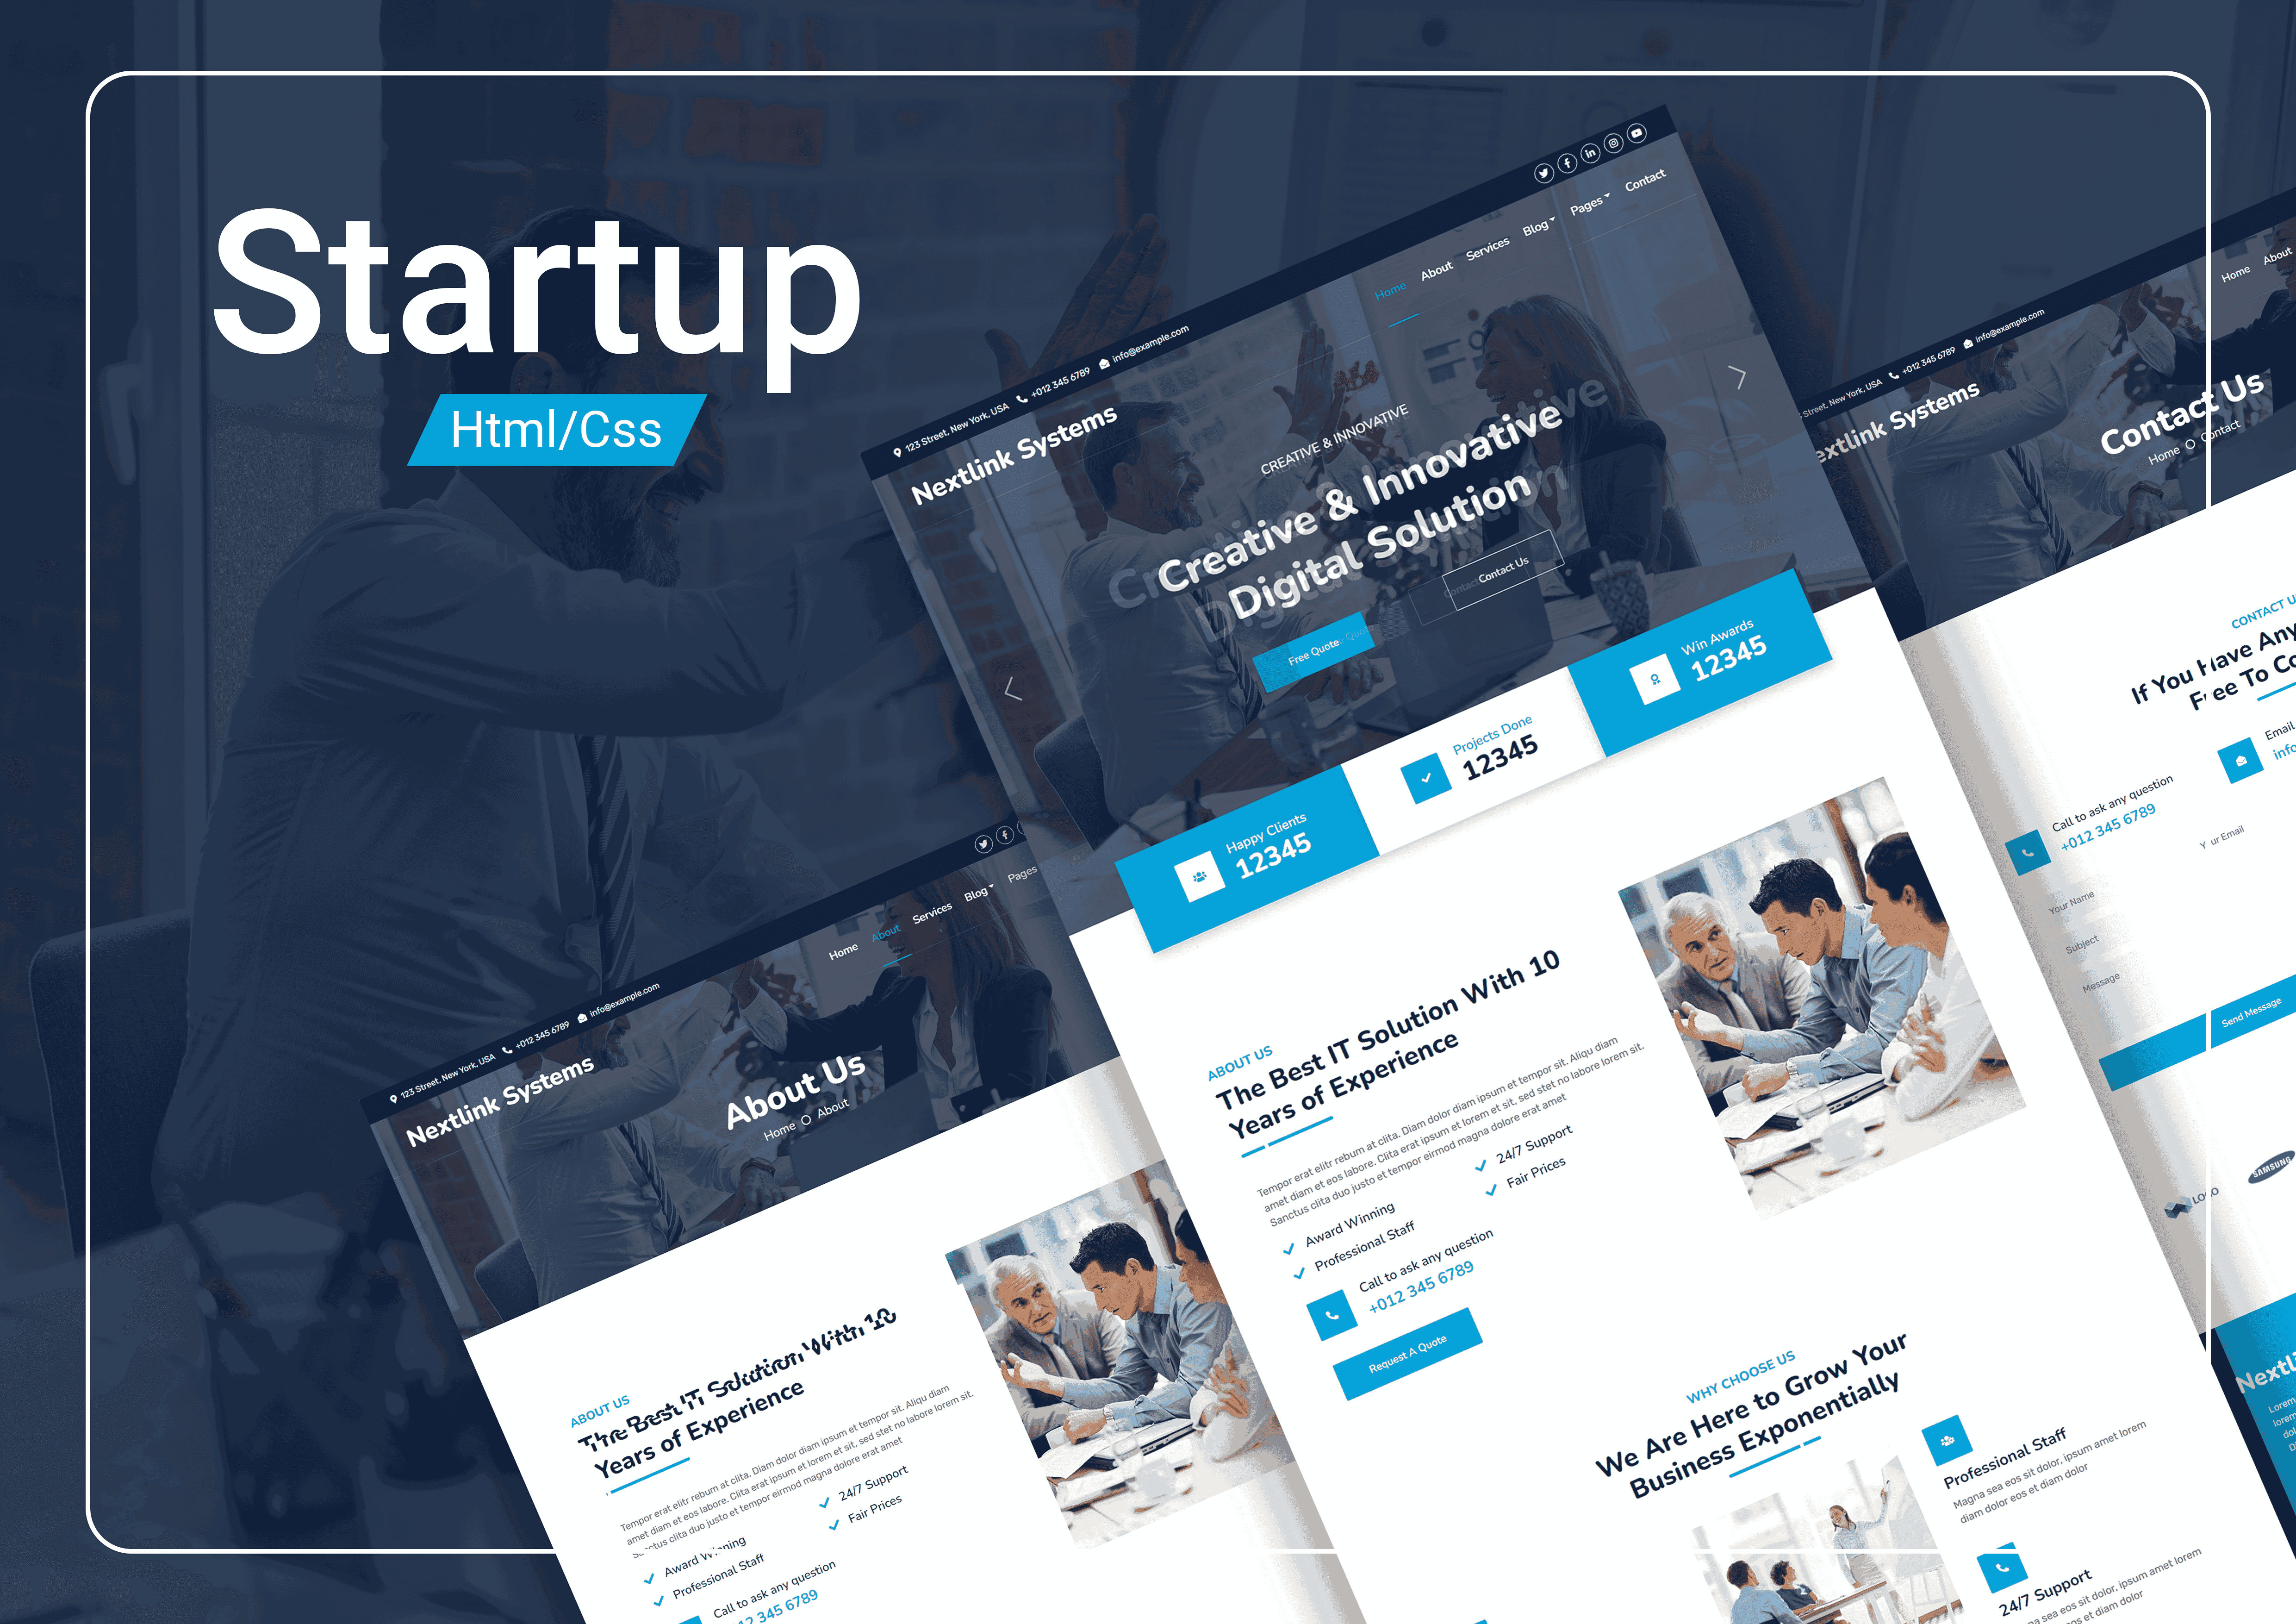 Startup
Html/Css
123 Street, New York, USA +012 345 6789 info@example.com
Nextlink Systems
Home About Services Blog Pages Contact
CREATIVE & INNOVATIVE
Creative & Innovative
Digital Solution
Free Quote Contact Us
Happy Clients
12345
Projects Done
12345
Win Awards
12345
ABOUT US
The Best IT Solution With 10
Years of Experience
Tempor erat elitr rebum at clita. Diam dolor diam ipsum et tempor sit. Aliqu diam
amet diam et eos labore. Clita erat ipsum et lorem et sit, sed stet no labore lorem sit.
Sanctus clita duo justo et tempor eirmod magna dolore erat amet
Award Winning
Professional Staff
24/7 Support
Fair Prices
Call to ask any question
+012 345 6789
Request A Quote
WHY CHOOSE US
We Are Here to Grow Your
Business Exponentially
Professional Staff
Magna sea eos sit dolor, ipsum amet lorem
diam dolor eos et diam dolor
24/7 Support
sea eos sit dolor, ipsum amet lorem
eos et diam dolor
123 Street, New York, USA +012 345 6789 info@example.com
Nextlink Systems
Home About Services Blog Pages
About Us
Home About
ABOUT US
The Best IT Solution With 10
Years of Experience
Tempor erat elitr rebum at clita. Diam dolor diam ipsum et tempor sit. Aliqu diam
amet diam et eos labore. Clita erat ipsum et lorem et sit, sed stet no labore lorem sit.
clita duo justo et tempor eirmod magna dolore erat amet
Award Winning
Professional Staff
24/7 Support
Fair Prices
Call to ask any question
345 6789
Street, New York, USA +012 345 6789 info@example.com
Systems
Home About
Contact Us
Home Contact
CONTACT
If You Have Any
Free To
Call to ask any question
+012 345 6789
Email
Your Name
Your Email
Subject
Message
Send Message
LOGO
SAMSUNG
Lorem